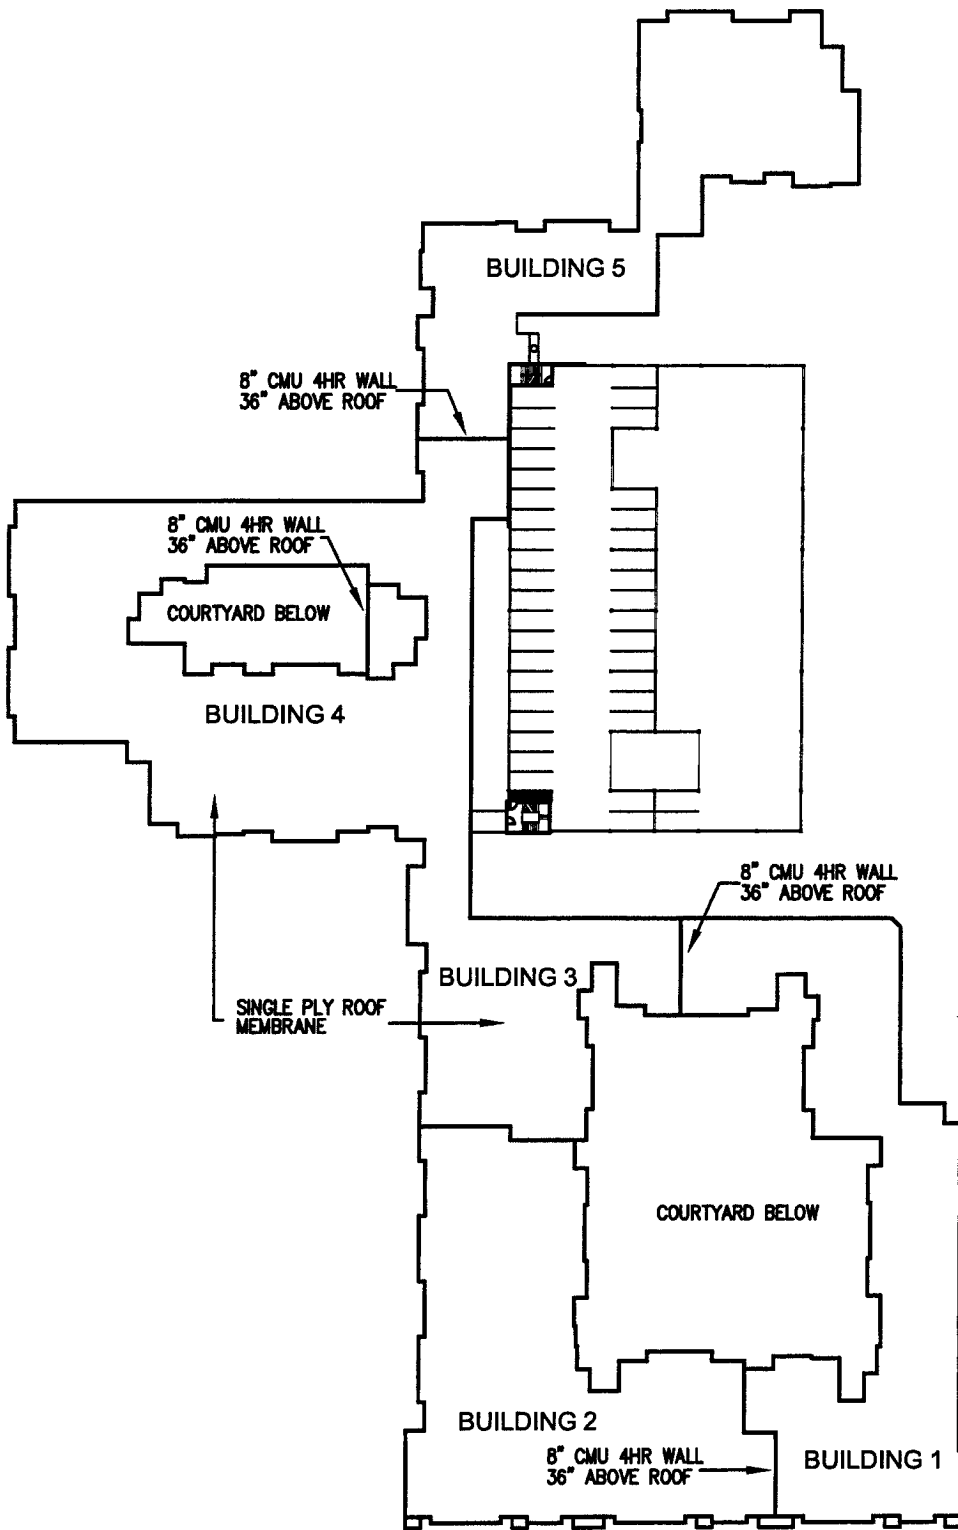 BUILDING 5
8" CMU 4HR WALL
36" ABOVE ROOF
8" CMU 4HR WALL
36" ABOVE ROOF
COURTYARD BELOW
BUILDING 4
8" CMU 4HR WALL
36" ABOVE ROOF
BUILDING 3
SINGLE PLY ROOF
MEMBRANE
COURTYARD BELOW
BUILDING 2
8" CMU 4HR WALL
36" ABOVE ROOF
BUILDING 1